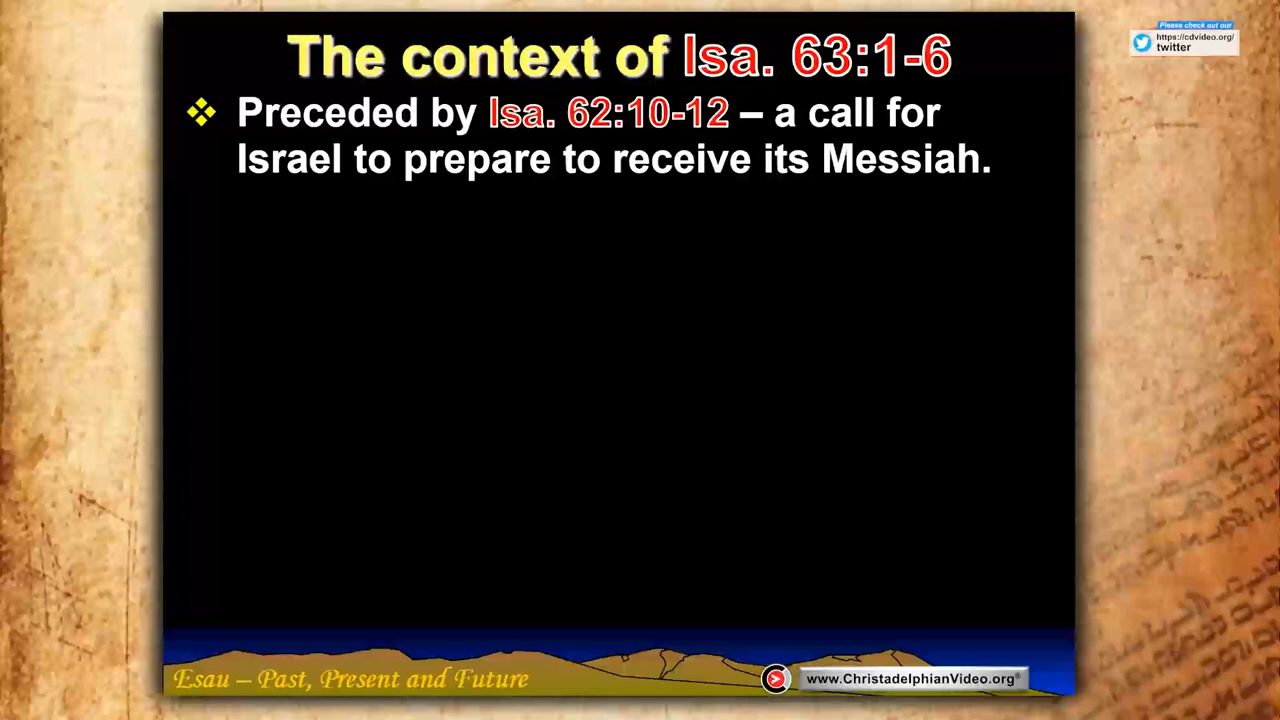 The context of Isa. 63:1-6
Preceded by Isa. 62:10-12 – a call for
Israel to prepare to receive its Messiah.
Please check out our
https://cdvideo.org/
twitter
Esau – Past, Present and Future
www.ChristadelphianVideo.org